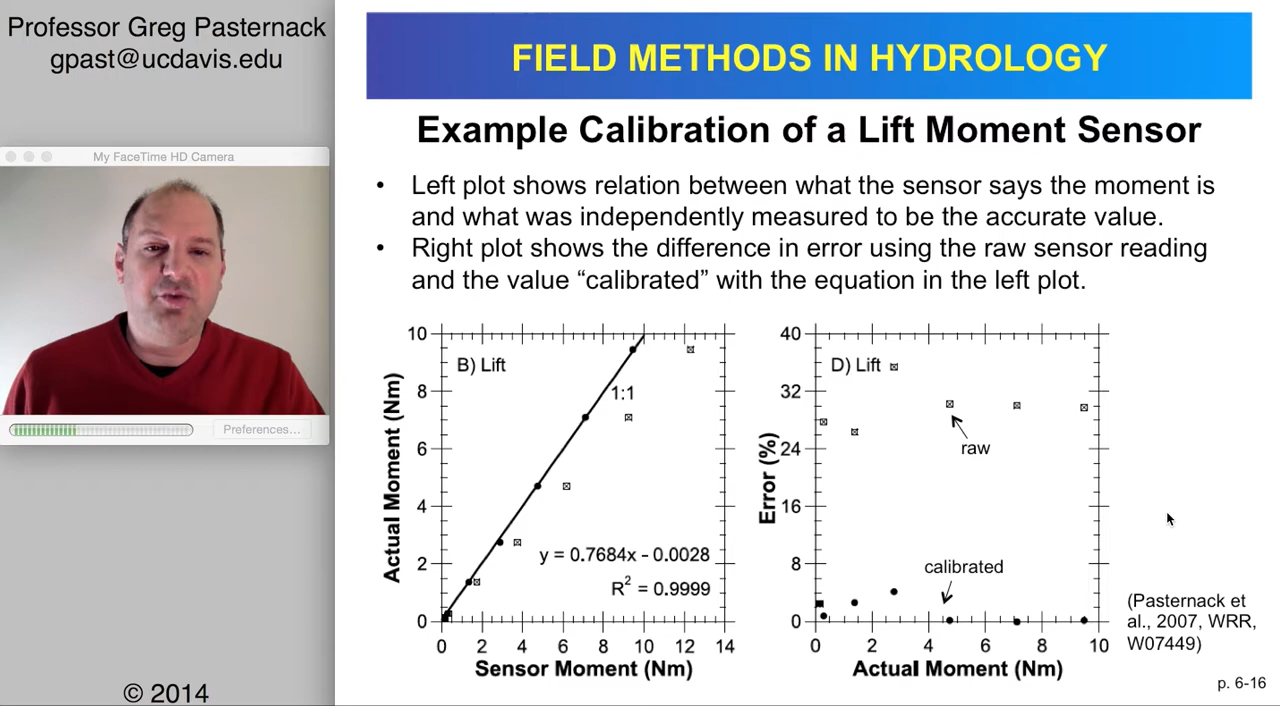 Professor Greg Pasternack
gpast@ucdavis.edu
My FaceTime HD Camera
Preferences...
© 2014
FIELD METHODS IN HYDROLOGY
Example Calibration of a Lift Moment Sensor
• Left plot shows relation between what the sensor says the moment is
and what was independently measured to be the accurate value.
• Right plot shows the difference in error using the raw sensor reading
and the value “calibrated” with the equation in the left plot.
10
8
6
4
2
0
Actual Moment (Nm)
B) Lift
1:1
y = 0.7684x - 0.0028
R² = 0.9999
0 2 4 6 8 10 12 14
Sensor Moment (Nm)
40
32
24
16
8
0
Error (%)
D) Lift
raw
calibrated
0 2 4 6 8 10
Actual Moment (Nm)
(Pasternack et
al., 2007, WRR,
W07449)
p. 6-16